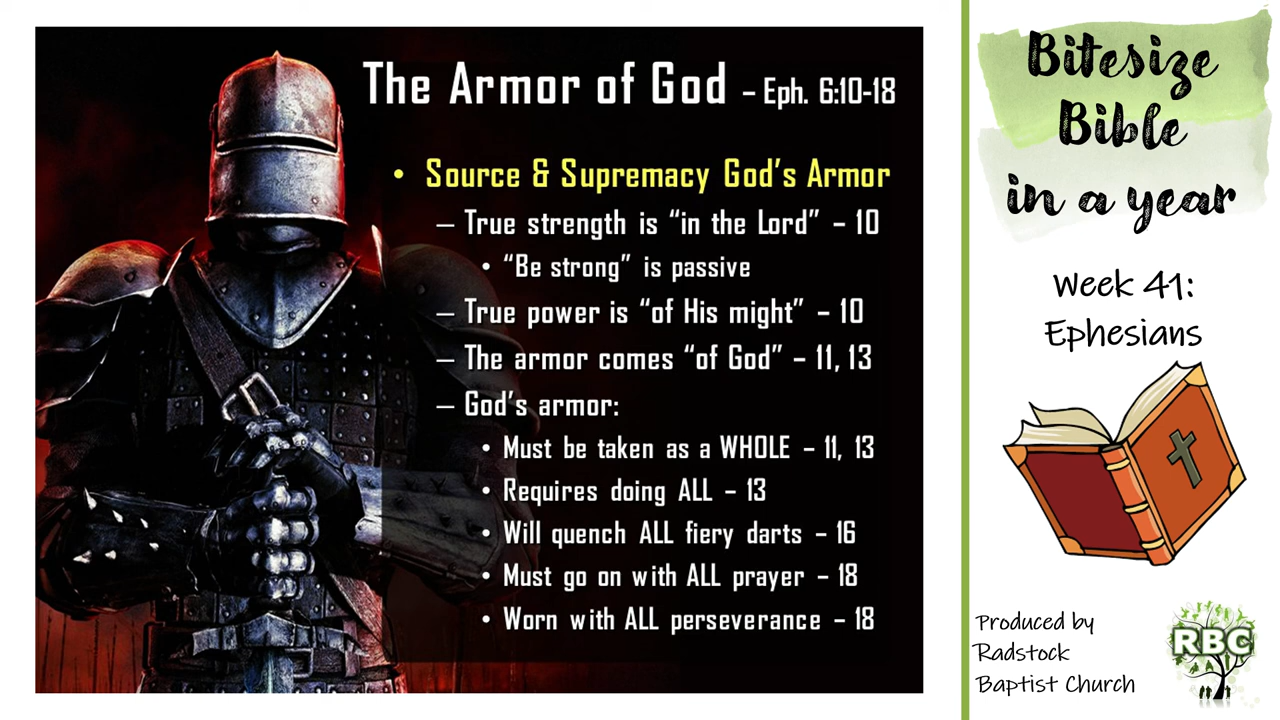 The Armor of God – Eph. 6:10-18
• Source & Supremacy God's Armor
– True strength is “in the Lord” – 10
• “Be strong” is passive
– True power is “of His might” – 10
– The armor comes “of God” – 11, 13
– God's armor:
• Must be taken as a WHOLE – 11, 13
• Requires doing ALL – 13
• Will quench ALL fiery darts – 16
• Must go on with ALL prayer – 18
• Worn with ALL perseverance – 18
Bitesize
Bible
in a year
Week 41:
Ephesians
Produced by
Radstock
Baptist Church
RBC